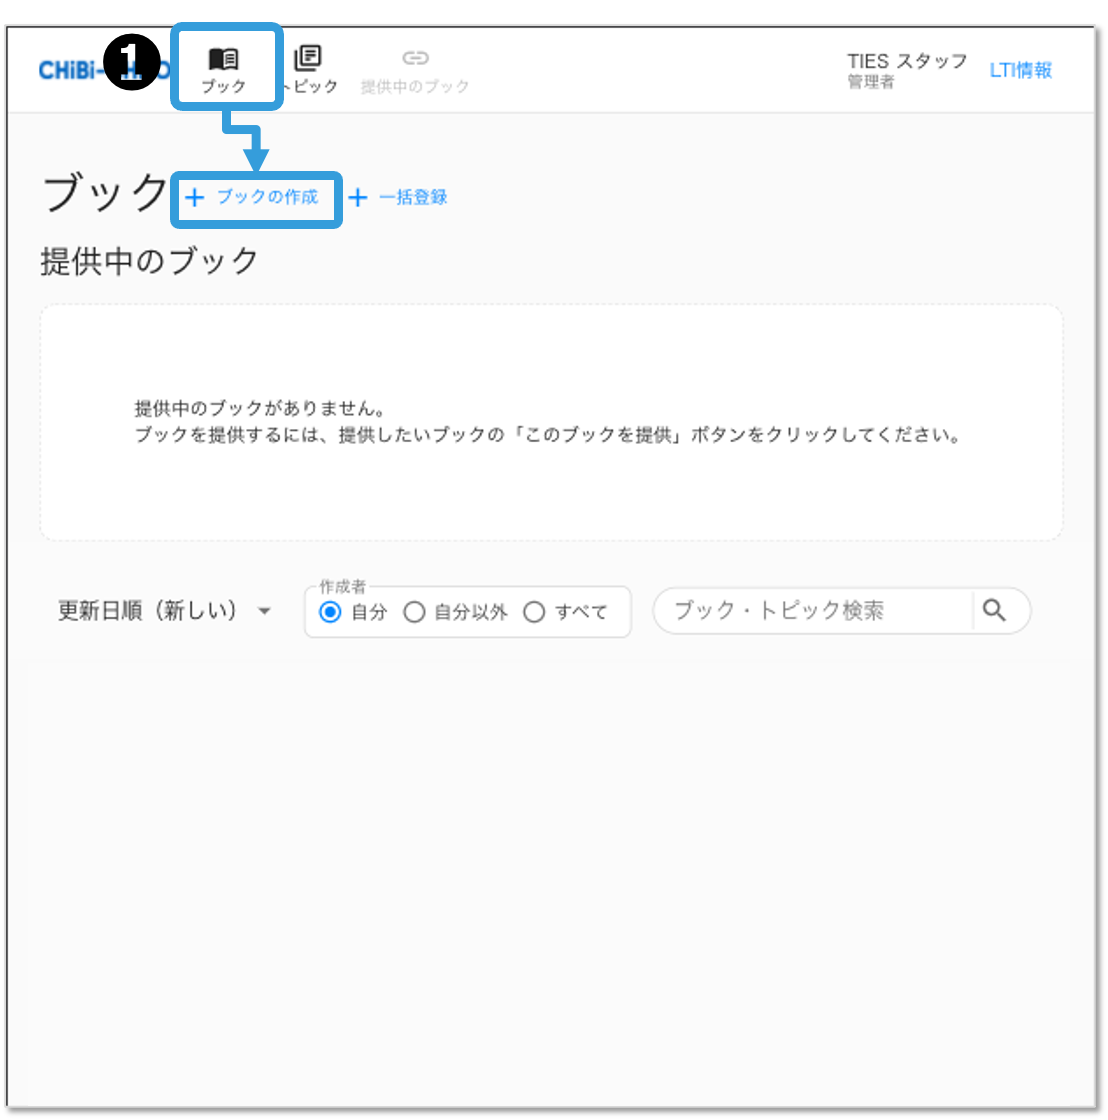 CHiBi-
1
ブック
トピック
提供中のブック
TIES スタッフ
管理者
LTI情報
ブック
+ ブックの作成
+ 一括登録
提供中のブック
提供中のブックがありません。
ブックを提供するには、提供したいブックの「このブックを提供」ボタンをクリックしてください。
更新日順（新しい）
作成者
自分
自分以外
すべて
ブック・トピック検索